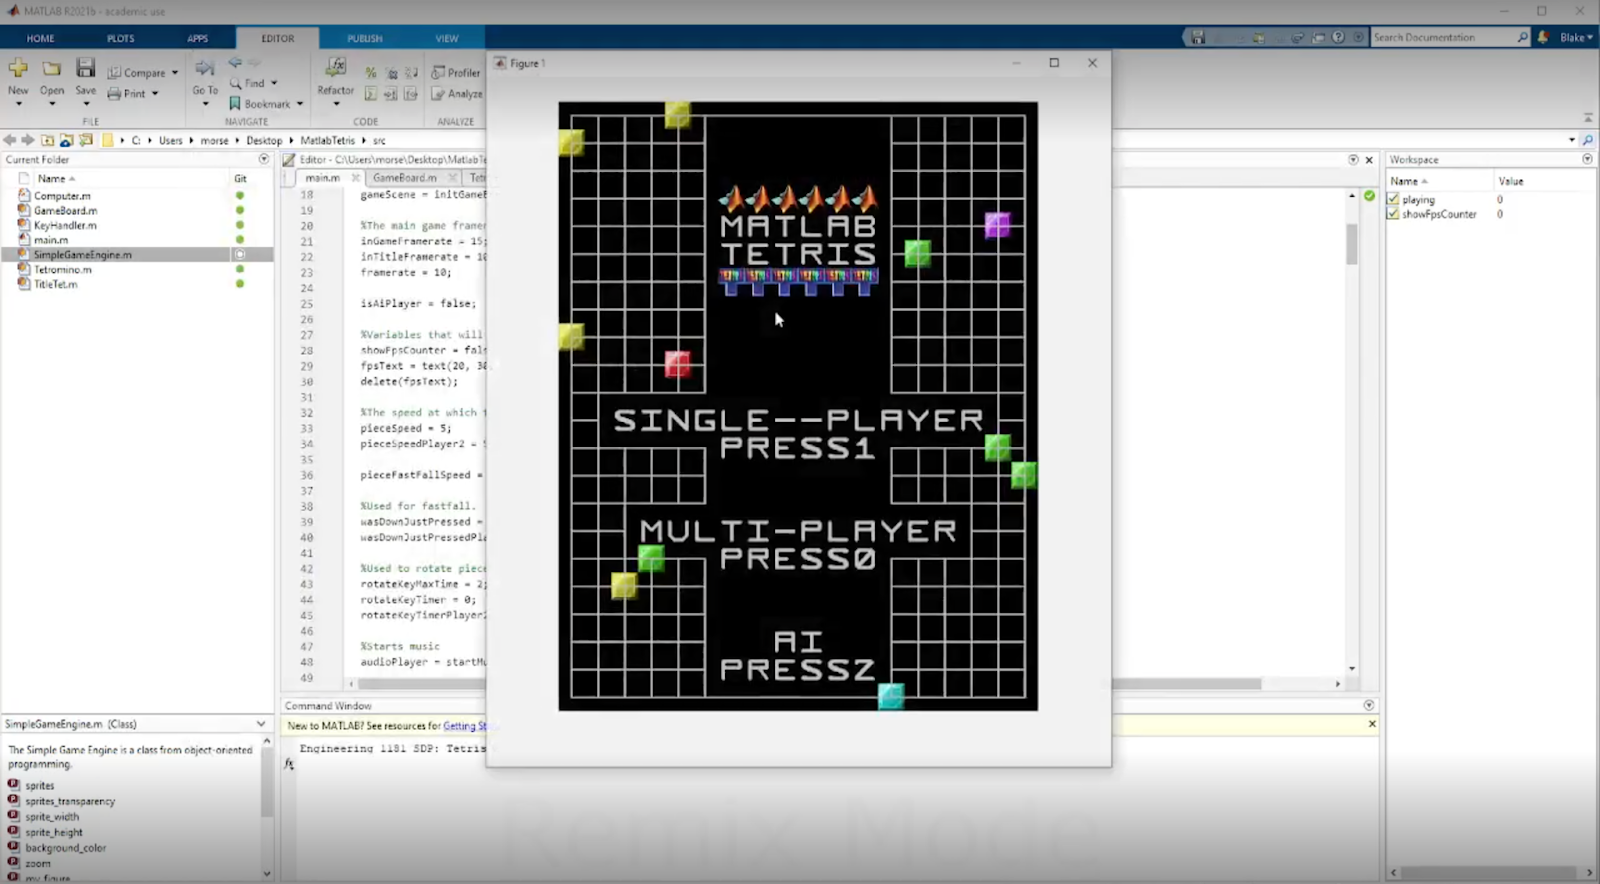 MATLAB R2021b - academic use
HOME PLOTS APPS EDITOR PUBLISH VIEW
Search Documentation
Blake
New Open Save
Compare
Print
FILE
Go To
Find
Bookmark
NAVIGATE
Refactor
CODE
Profiler
Analyze
ANALYZE
C: Users morse Desktop MatlabTetris src
Current Folder
Name Git
Computer.m
GameBoard.m
KeyHandler.m
main.m
SimpleGameEngine.m
Tetromino.m
TitleTet.m
SimpleGameEngine.m (Class)
The Simple Game Engine is a class from object-oriented
programming.
sprites
sprites_transparency
sprite_width
sprite_height
background_color
zoom
my_figure
Editor - C:\Users\morse\Desktop\MatlabTe
main.m GameBoard.m Tet
18 gameScene = initGameB
19
20 %The main game framer
21 inGameFramerate = 15;
22 inTitleFramerate = 10
23 framerate = 10;
24
25 isAiPlayer = false;
26
27 %Variables that will
28 showFpsCounter = fals
29 fpsText = text(20, 30
30 delete(fpsText);
31
32 %The speed at which t
33 pieceSpeed = 5;
34 pieceSpeedPlayer2 = 5
35
36 pieceFastFallSpeed =
37
38 %Used for fastfall.
39 wasDownJustPressed =
40 wasDownJustPressedPla
41
42 %Used to rotate piece
43 rotateKeyMaxTime = 2;
44 rotateKeyTimer = 0;
45 rotateKeyTimerPlayer2
46
47 %Starts music
48 audioPlayer = startMu
49
Command Window
New to MATLAB? See resources for Getting St
Engineering 1181 SDP: Tetris
fx
Figure 1
MATLAB
TETRIS
SINGLE--PLAYER
PRESS1
MULTI-PLAYER
PRESS0
AI
PRESSZ
Workspace
Name Value
playing 0
showFpsCounter 0